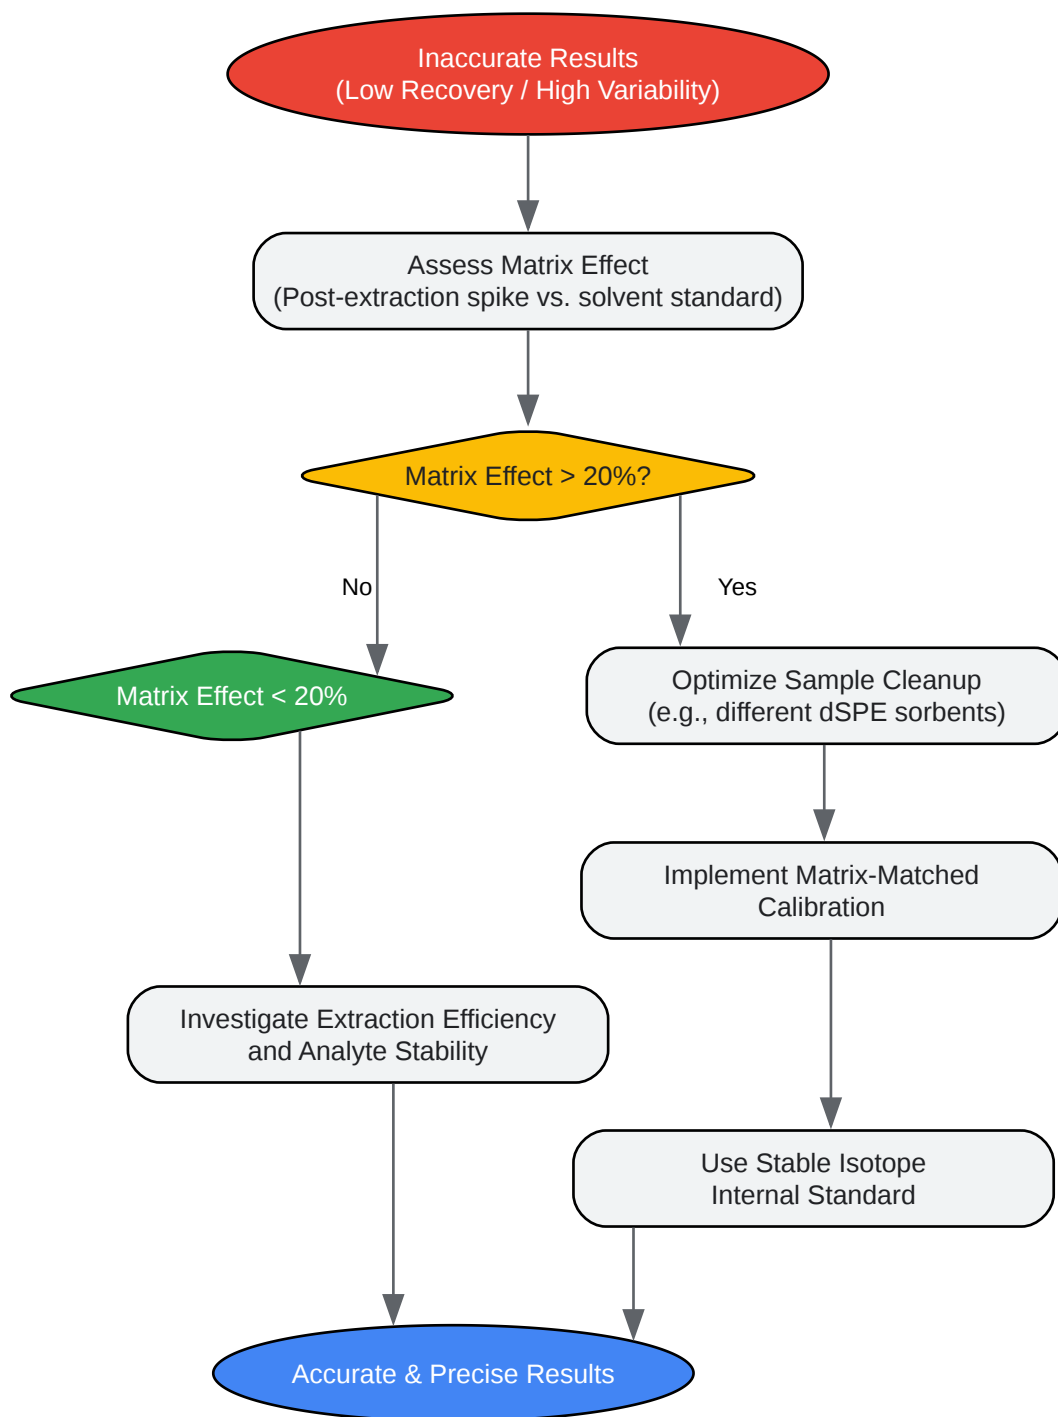 Inaccurate Results
(Low Recovery / High Variability)
Assess Matrix Effect
(Post-extraction spike vs. solvent standard)
Matrix Effect > 20%?
No
Yes
Matrix Effect < 20%
Optimize Sample Cleanup
(e.g., different dSPE sorbents)
Implement Matrix-Matched
Calibration
Investigate Extraction Efficiency
and Analyte Stability
Use Stable Isotope
Internal Standard
Accurate & Precise Results